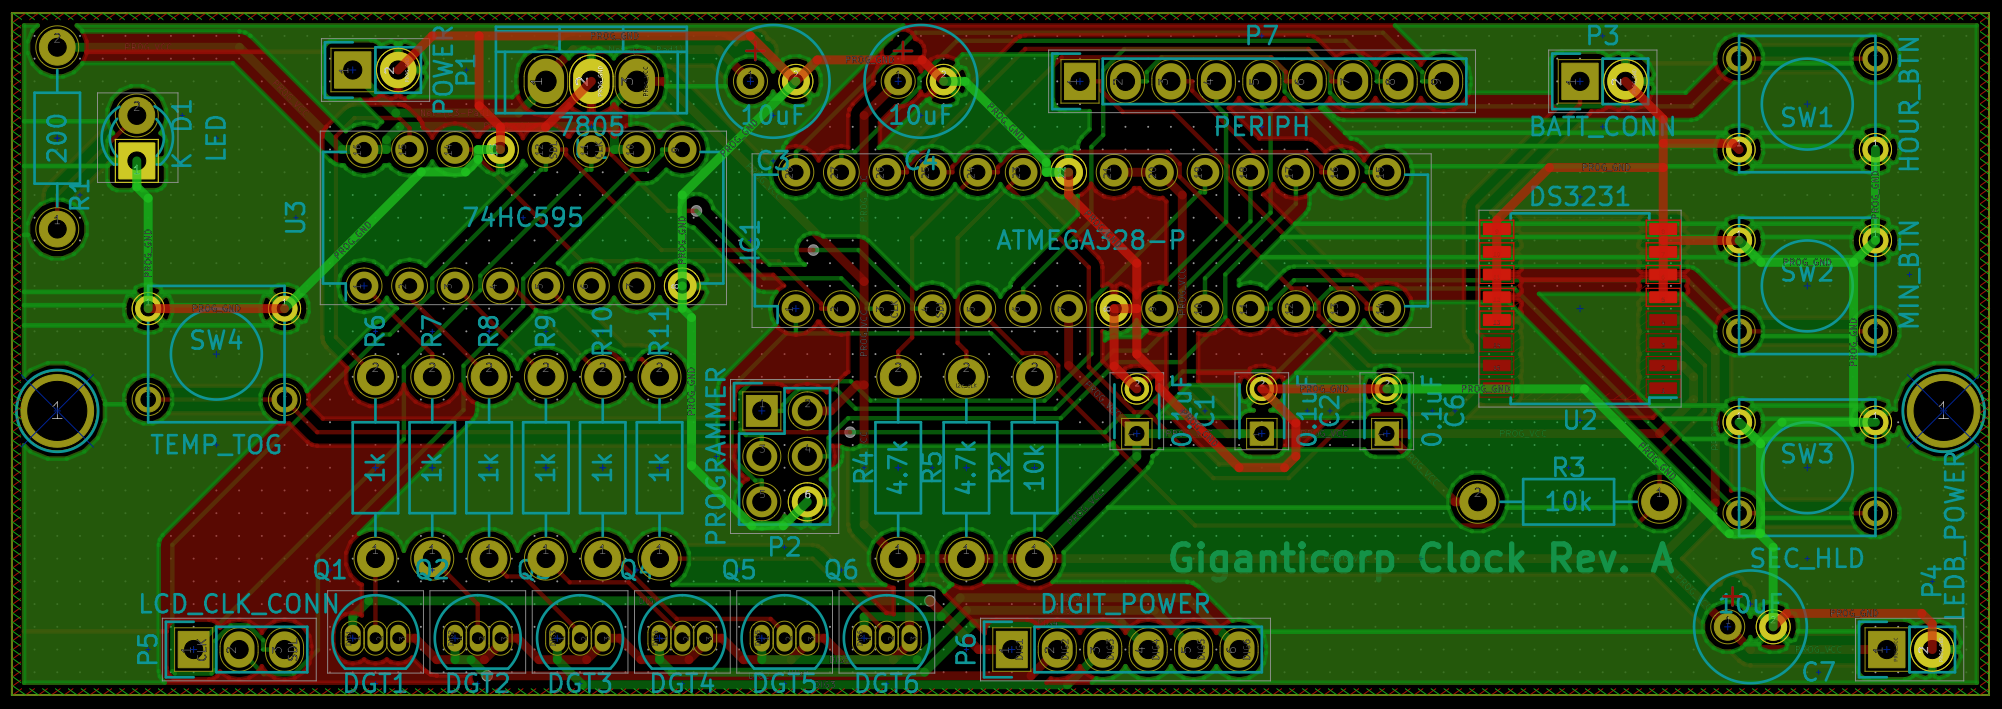 P1
POWER
7805
10uF
C3
10uF
C4
P7
PERIPH
P3
BATT_CONN
SW1
HOUR_BTN
200
R1
D1
LED
K
U3
74HC595
IC1
ATMEGA328-P
DS3231
U2
SW2
MIN_BTN
SW4
TEMP_TOG
R6
R7
R8
R9
R10
R11
1k
1k
1k
1k
1k
1k
PROGRAMMER
P2
R4
4.7k
R5
4.7k
R2
10k
0.1uF
C1
0.1uF
C2
0.1uF
C6
R3
10k
SW3
SEC_HLD
Giganticorp Clock Rev. A
Q1
Q2
Q3
Q4
Q5
Q6
LCD_CLK_CONN
P5
DGT1
DGT2
DGT3
DGT4
DGT5
DGT6
DIGIT_POWER
P6
10uF
C7
P4
LEDB_POWER
PROG_GND